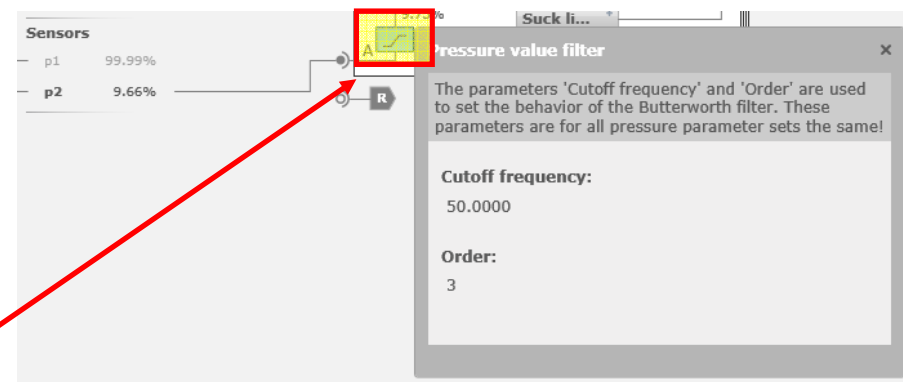 9.95%
Suck li...
Sensors
A
Pressure value filter
×
p1 99.99%
p2 9.66%
R
The parameters 'Cutoff frequency' and 'Order' are used
to set the behavior of the Butterworth filter. These
parameters are for all pressure parameter sets the same!
Cutoff frequency:
50.0000
Order:
3